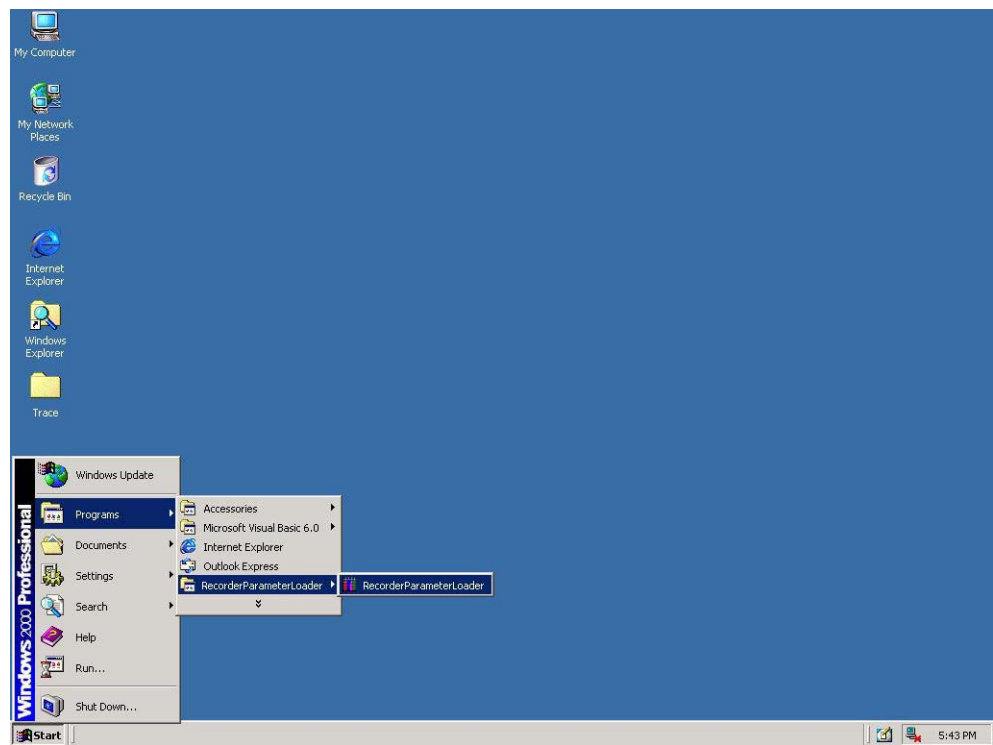 My Computer
My Network
Places
Recycle Bin
Internet
Explorer
Windows
Explorer
Trace
Windows 2000 Professional
Windows Update
Programs
Documents
Settings
Search
Help
Run...
Shut Down...
Accessories
Microsoft Visual Basic 6.0
Internet Explorer
Outlook Express
RecorderParameterLoader
RecorderParameterLoader
Start
5:43 PM